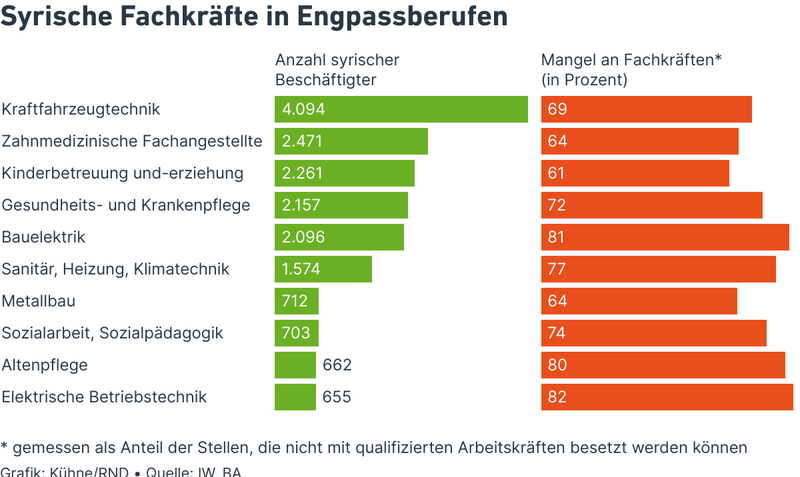 Syrische Fachkräfte in Engpassberufen
Anzahl syrischer Beschäftigter
Mangel an Fachkräften* (in Prozent)
Kraftfahrzeugtechnik 4.094 69
Zahnmedizinische Fachangestellte 2.471 64
Kinderbetreuung und-erziehung 2.261 61
Gesundheits- und Krankenpflege 2.157 72
Bauelektrik 2.096 81
Sanitär, Heizung, Klimatechnik 1.574 77
Metallbau 712 64
Sozialarbeit, Sozialpädagogik 703 74
Altenpflege 662 80
Elektrische Betriebstechnik 655 82
* gemessen als Anteil der Stellen, die nicht mit qualifizierten Arbeitskräften besetzt werden können
Grafik: Kühne/RND • Quelle: IW, BA